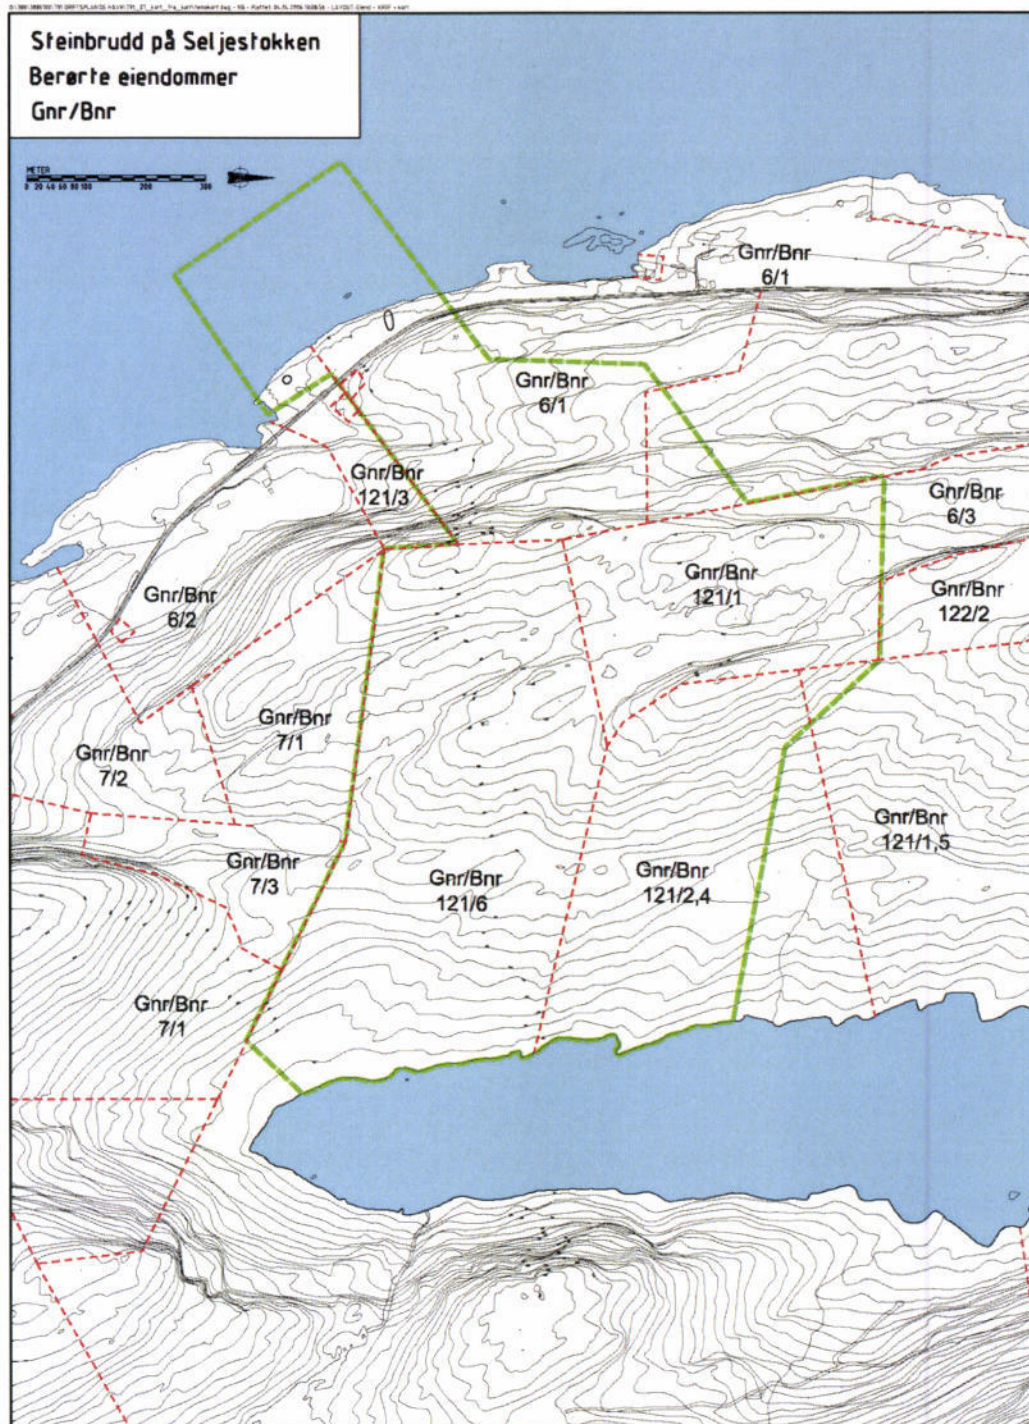 Steinbrudd på Seljestokken
Berørte eiendommer
Gnr/Bnr
METER
0 20 40 60 80 100 200 300
Gnr/Bnr
6/1
Gnr/Bnr
6/1
Gnr/Bnr
121/3
Gnr/Bnr
6/3
Gnr/Bnr
121/1
Gnr/Bnr
122/2
Gnr/Bnr
6/2
Gnr/Bnr
7/1
Gnr/Bnr
7/2
Gnr/Bnr
121/1,5
Gnr/Bnr
7/3
Gnr/Bnr
121/6
Gnr/Bnr
121/2,4
Gnr/Bnr
7/1